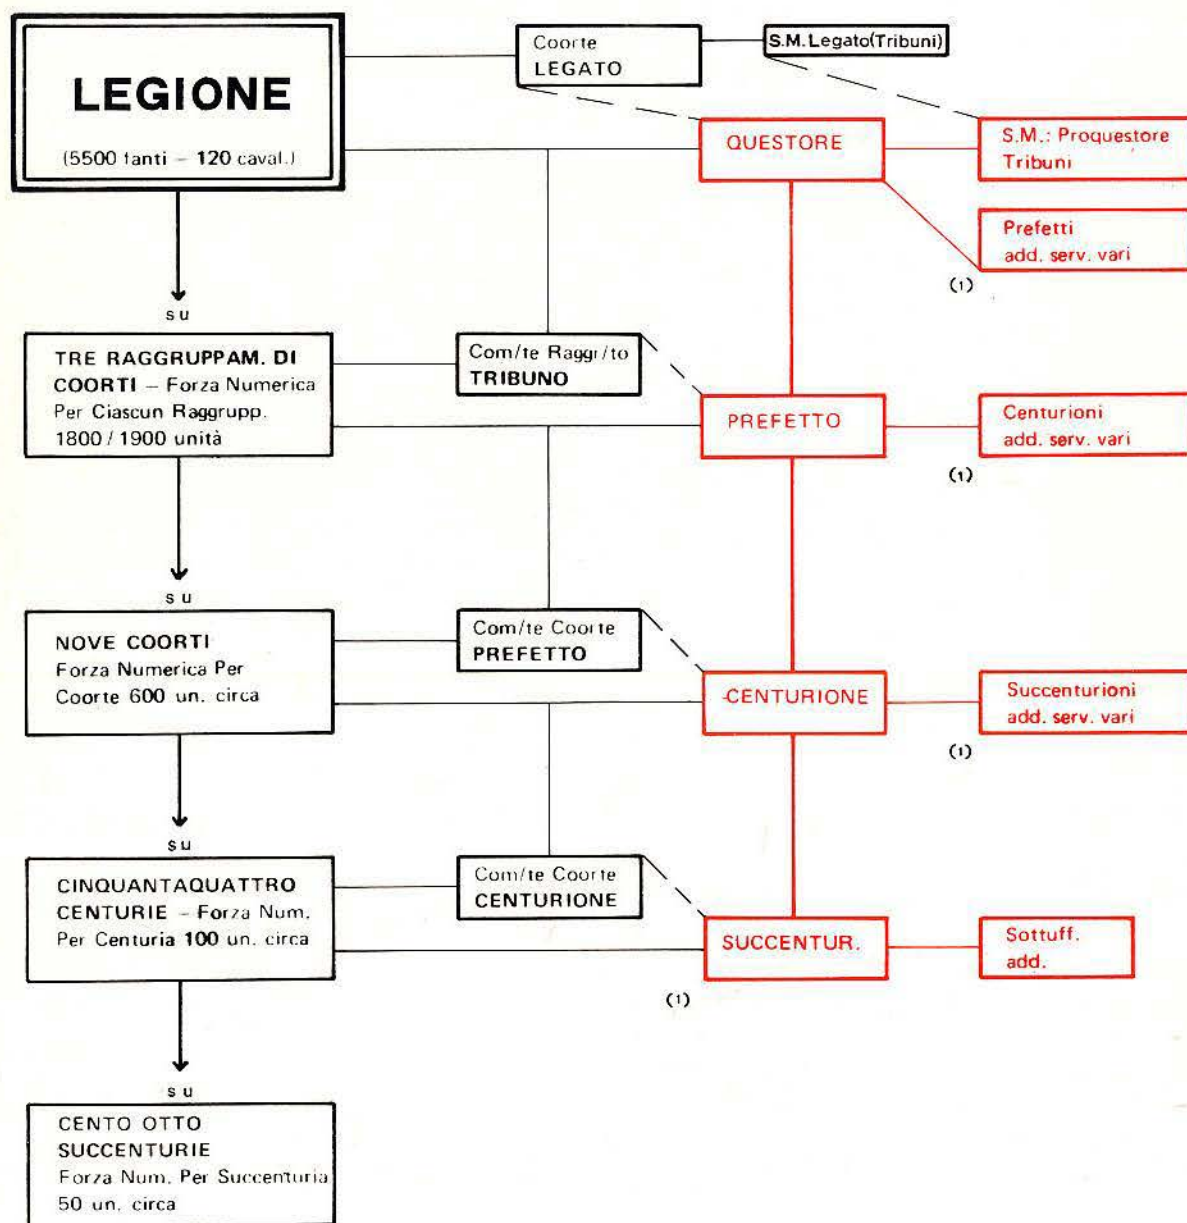 LEGIONE
(5500 fanti – 120 caval.)
Coorte
LEGATO
S.M. Legato(Tribuni)
QUESTORE
S.M.: Proquestore
Tribuni
Prefetti
add. serv. vari
(1)
su
TRE RAGGRUPPAM. DI
COORTI – Forza Numerica
Per Ciascun Raggrupp.
1800 / 1900 unità
Com/te Raggr/to
TRIBUNO
PREFETTO
Centurioni
add. serv. vari
(1)
su
NOVE COORTI
Forza Numerica Per
Coorte 600 un. circa
Com/te Coorte
PREFETTO
-CENTURIONE
Succenturioni
add. serv. vari
(1)
su
CINQUANTAQUATTRO
CENTURIE – Forza Num.
Per Centuria 100 un. circa
Com/te Coorte
CENTURIONE
SUCCENTUR.
Sottuff.
add.
(1)
su
CENTO OTTO
SUCCENTURIE
Forza Num. Per Succenturia
50 un. circa